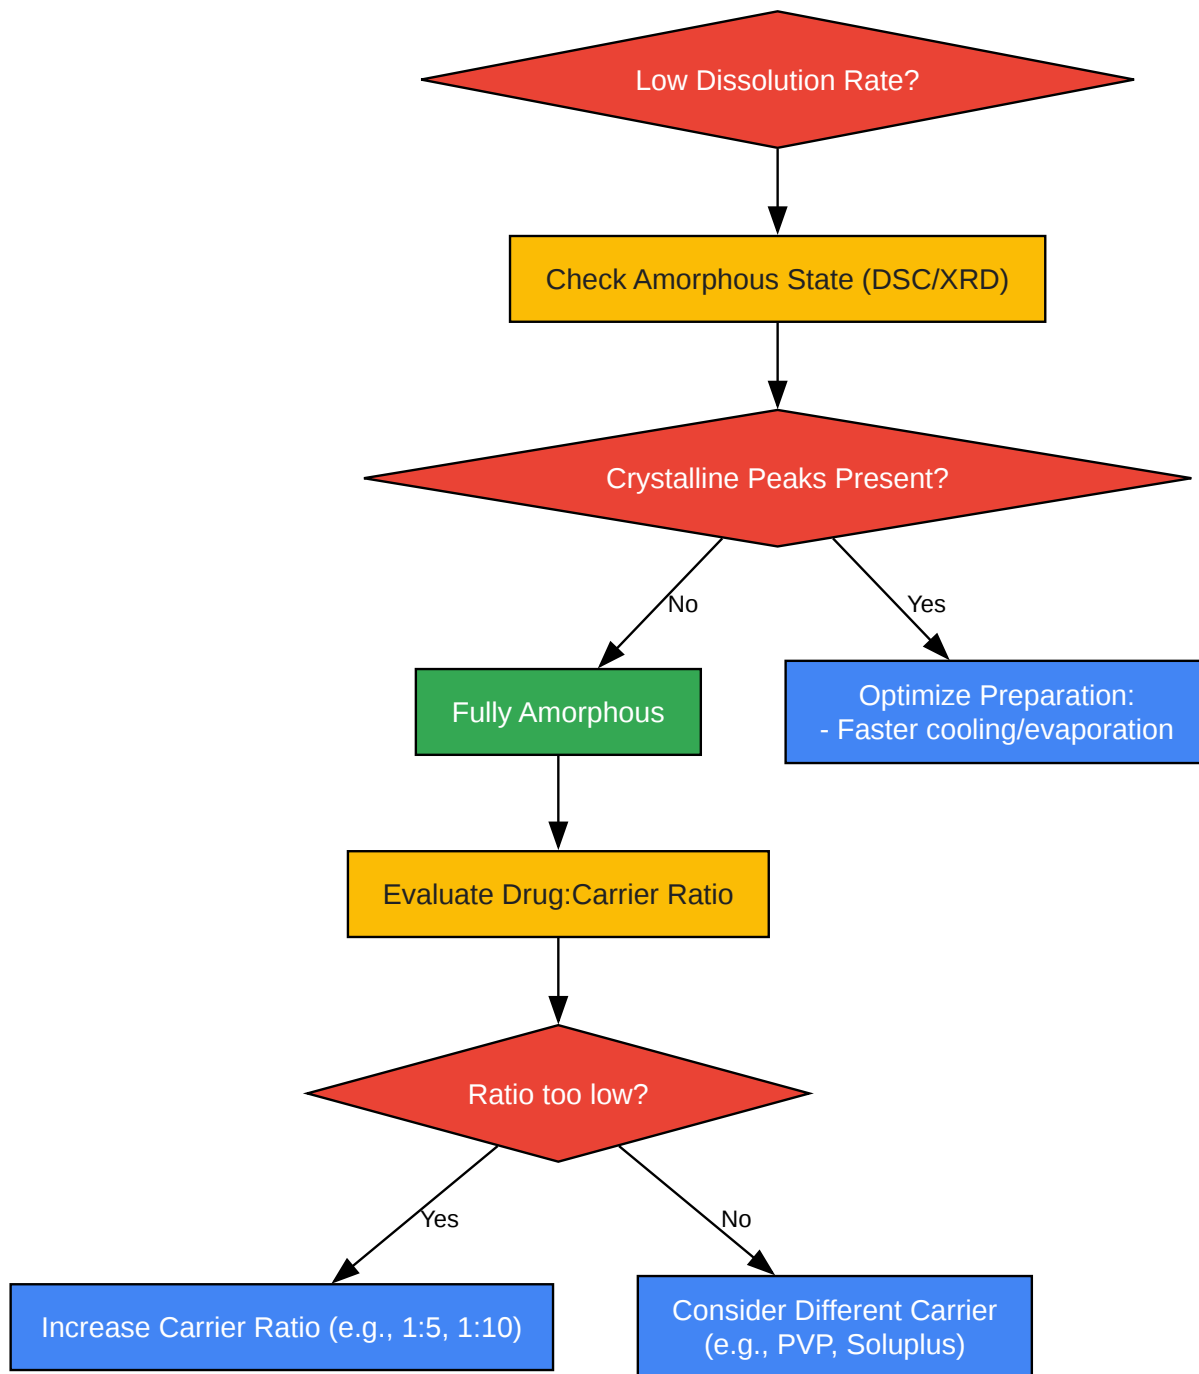 Low Dissolution Rate?
Check Amorphous State (DSC/XRD)
Crystalline Peaks Present?
No
Yes
Fully Amorphous
Optimize Preparation:
- Faster cooling/evaporation
Evaluate Drug:Carrier Ratio
Ratio too low?
Yes
No
Increase Carrier Ratio (e.g., 1:5, 1:10)
Consider Different Carrier
(e.g., PVP, Soluplus)